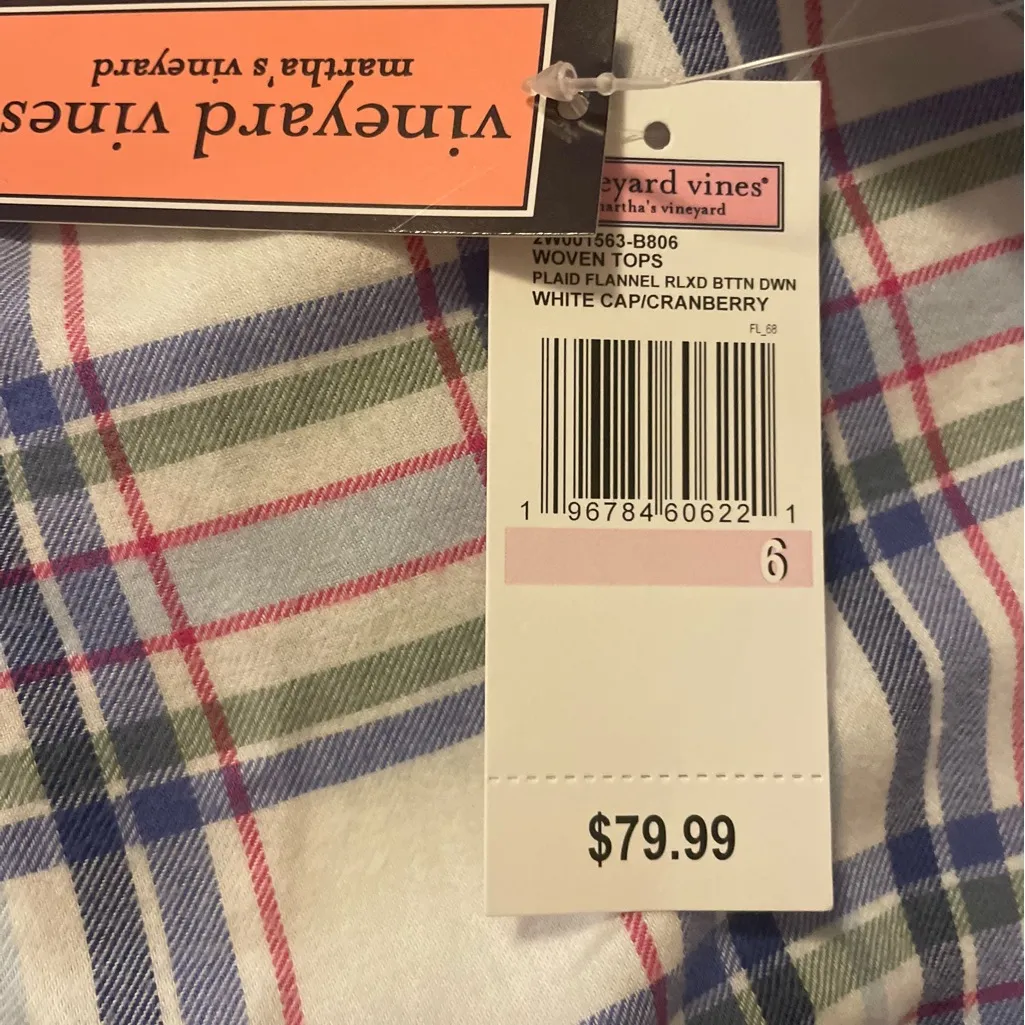 vineyard vines
martha's vineyard
eyard vines®
martha's vineyard
2W001563-B806
WOVEN TOPS
PLAID FLANNEL RLXD BTTN DWN
WHITE CAP/CRANBERRY
FL_68
1 96784 60622 1
6
$79.99